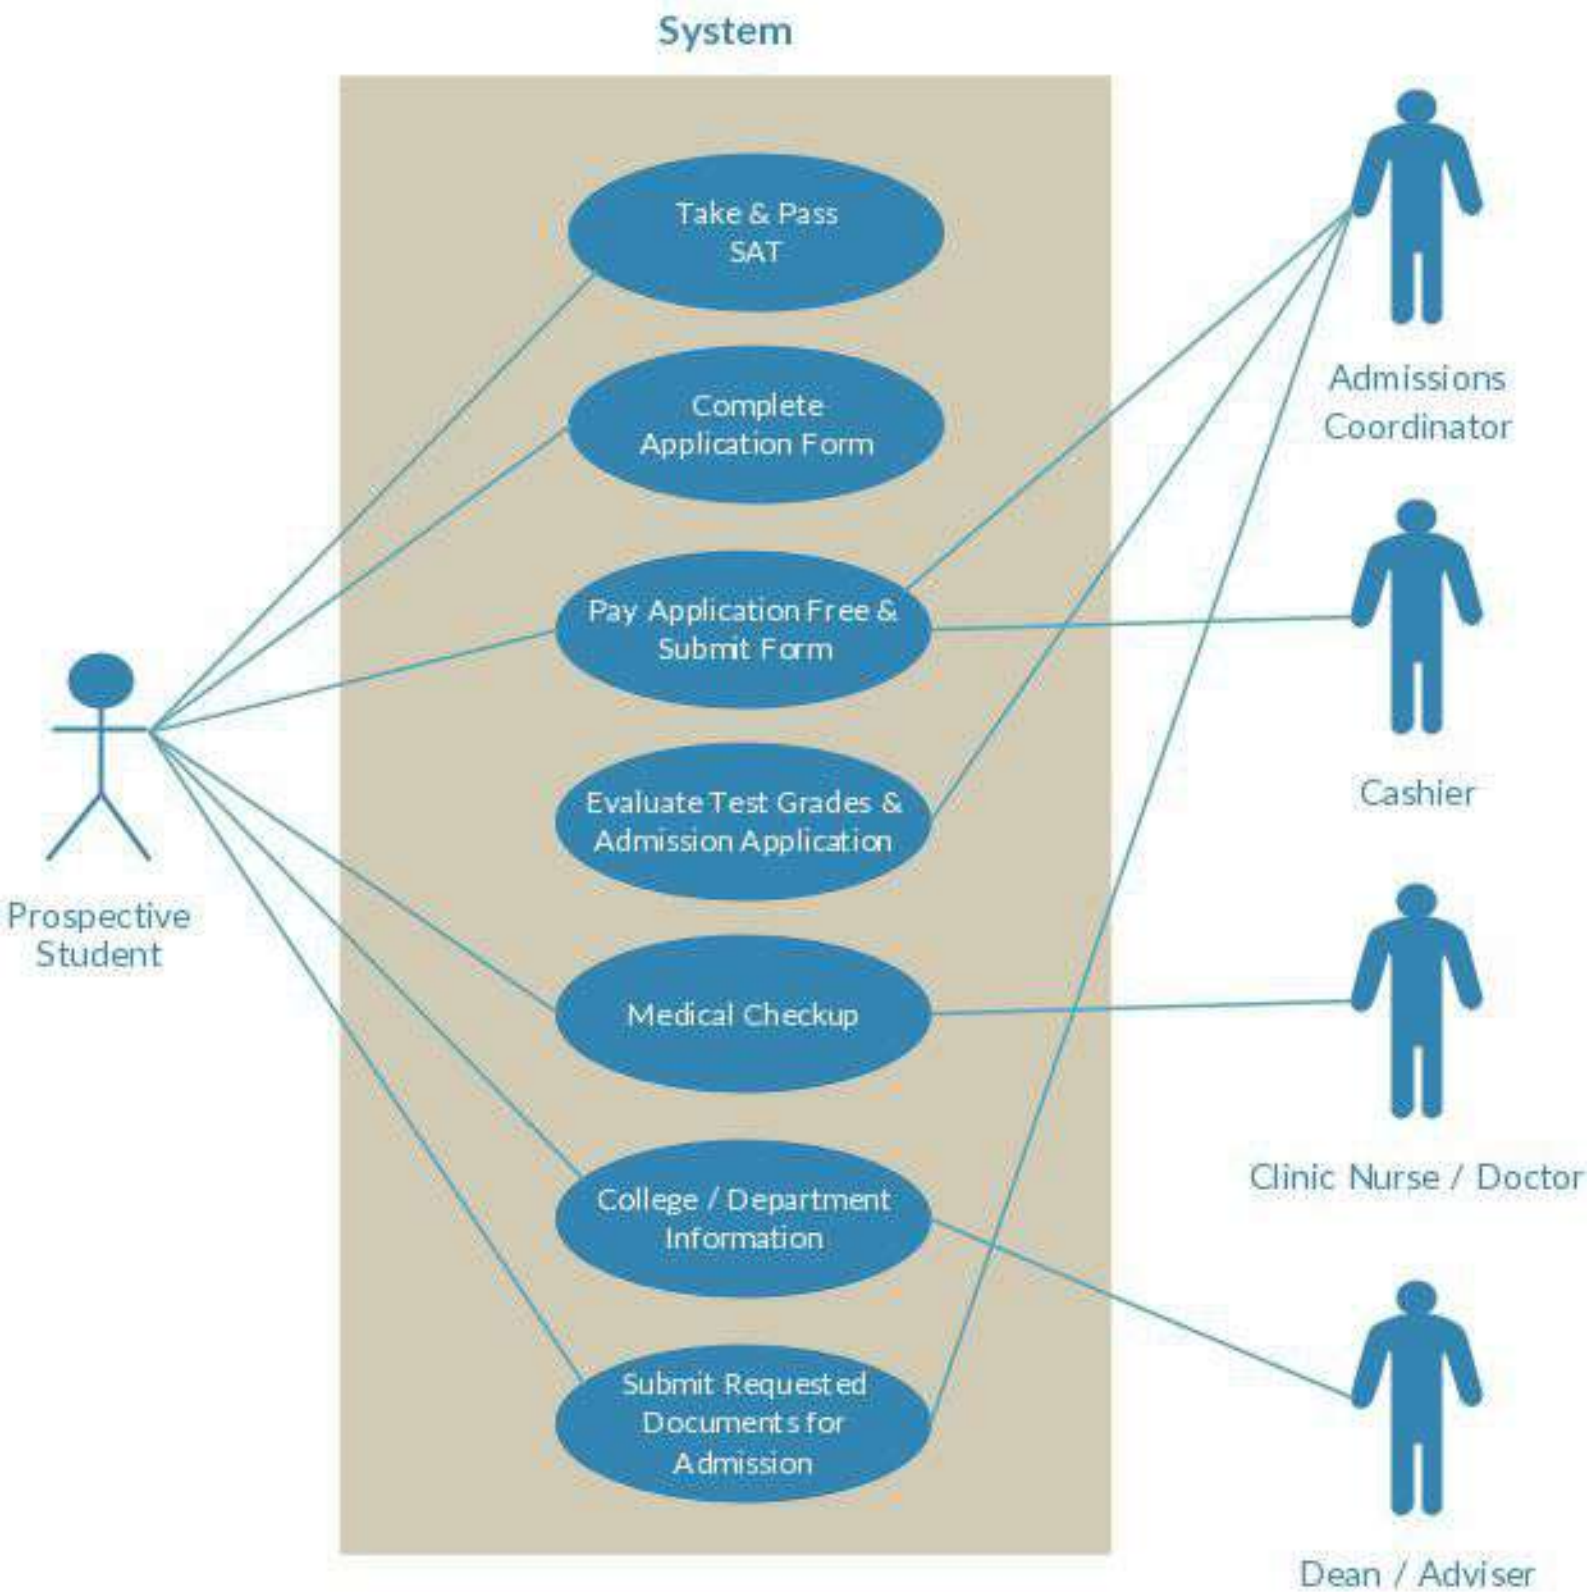 System
Take & Pass
SAT
Complete
Application Form
Pay Application Free &
Submit Form
Evaluate Test Grades &
Admission Application
Medical Checkup
College / Department
Information
Submit Requested
Documents for
Admission
Prospective
Student
Admissions
Coordinator
Cashier
Clinic Nurse / Doctor
Dean / Adviser